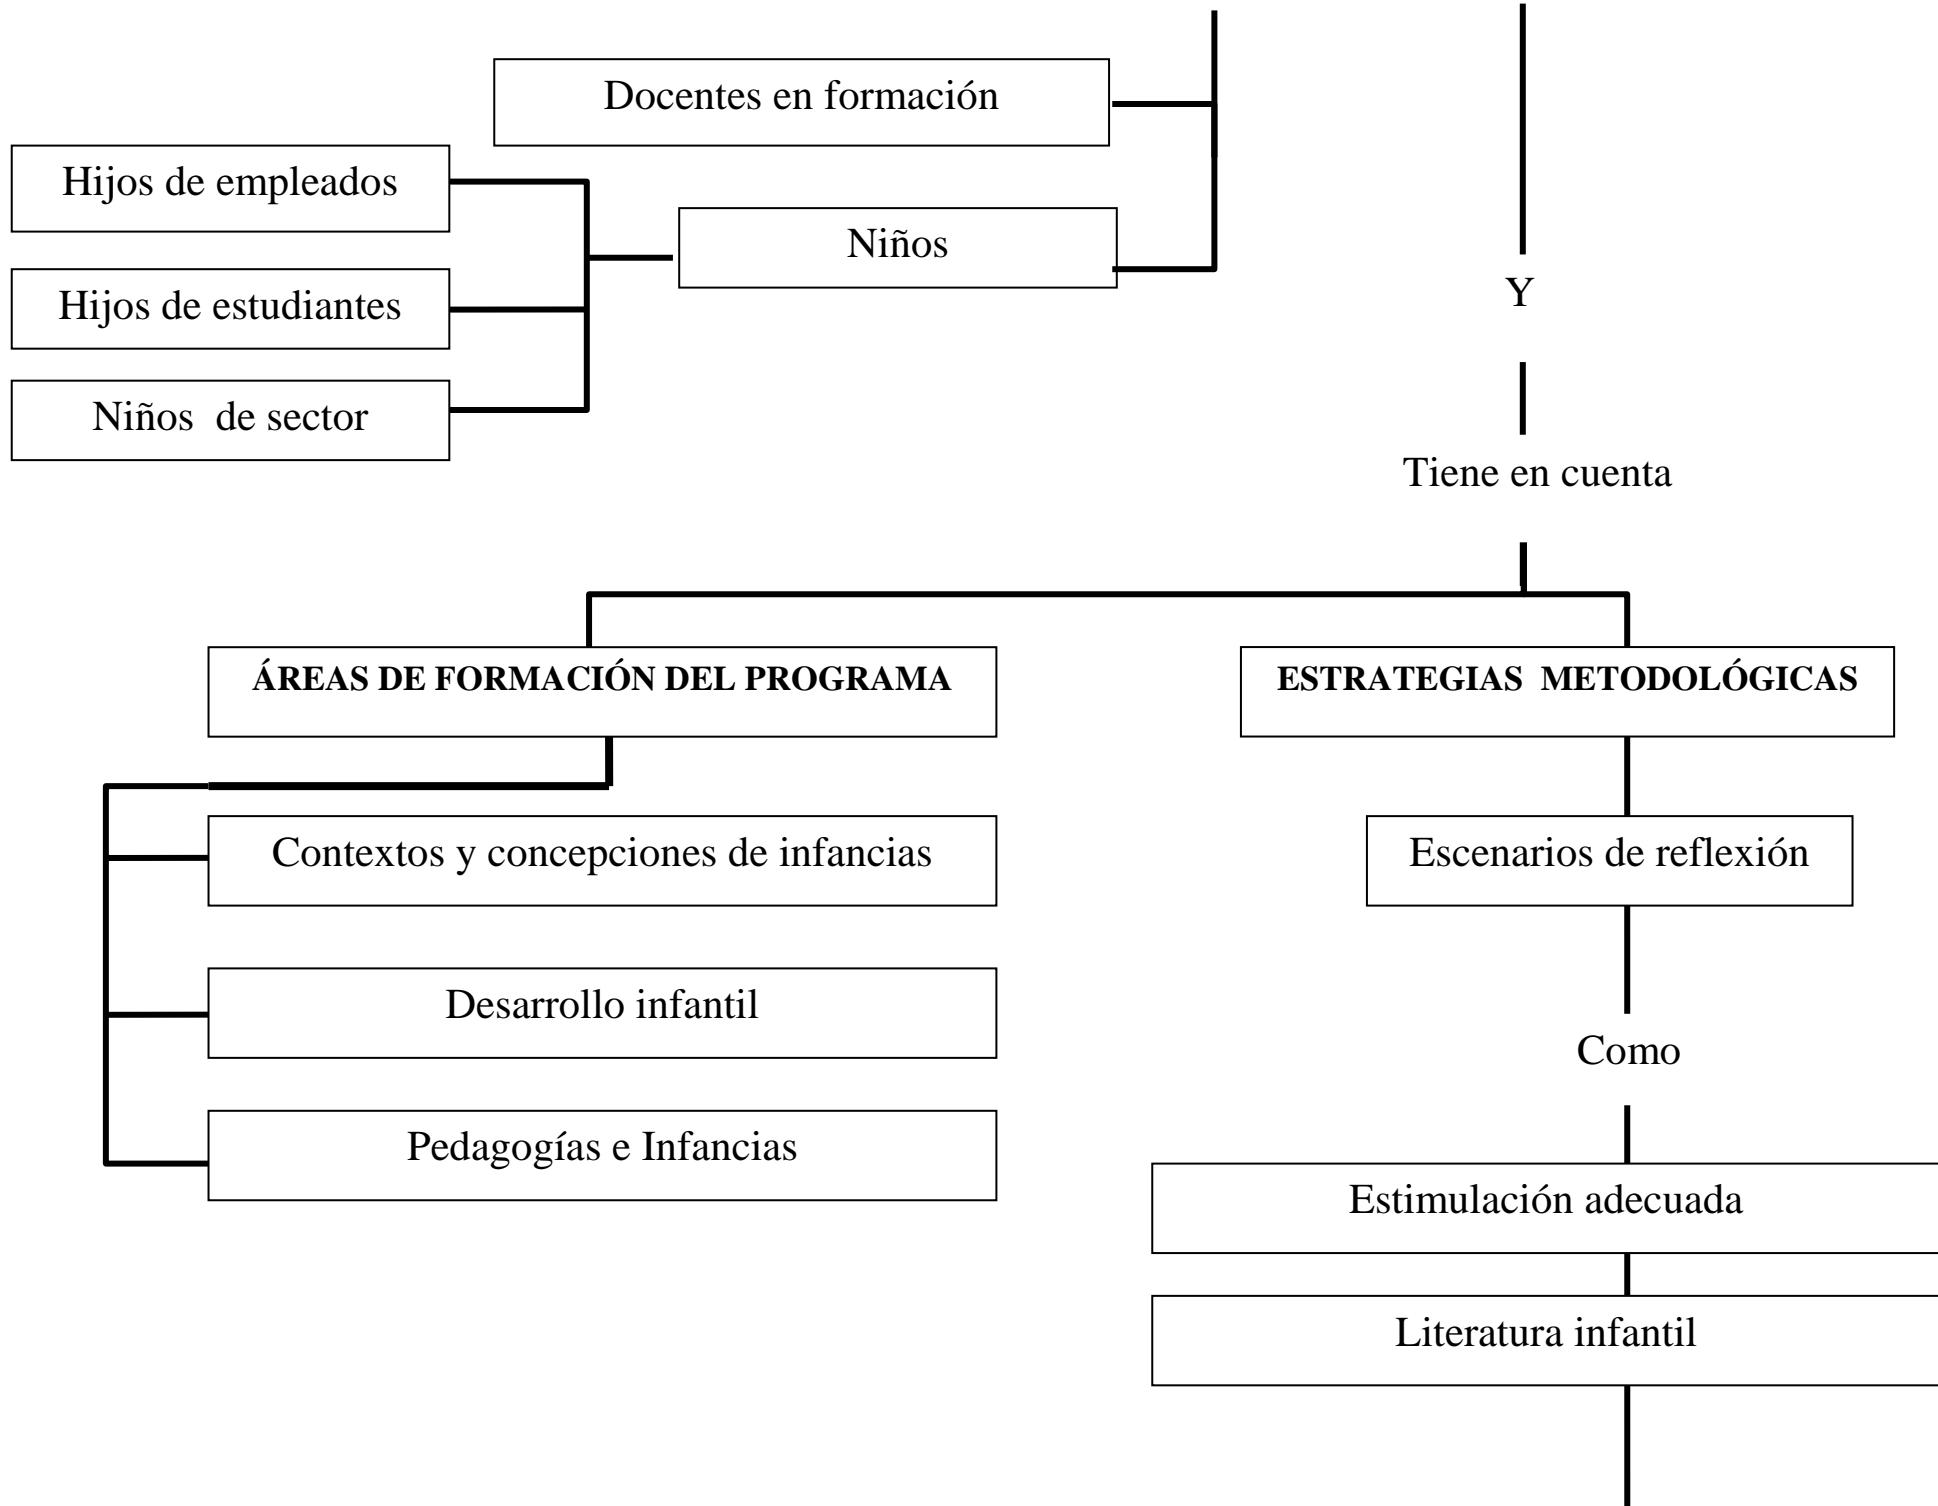 Docentes en formación
Hijos de empleados
Niños
Hijos de estudiantes
Y
Niños de sector
Tiene en cuenta
ÁREAS DE FORMACIÓN DEL PROGRAMA
ESTRATEGIAS METODOLÓGICAS
Contextos y concepciones de infancias
Escenarios de reflexión
Desarrollo infantil
Como
Pedagogías e Infancias
Estimulación adecuada
Literatura infantil